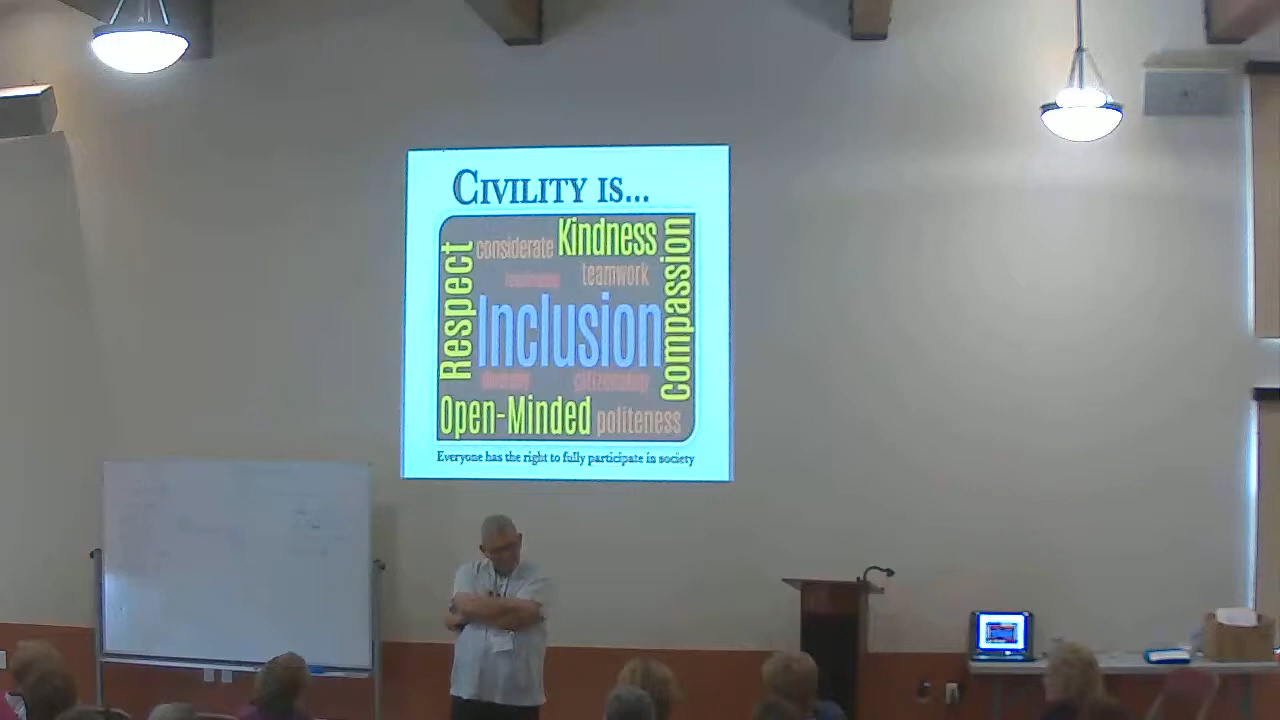 CIVILITY IS...
considerate Kindness
Respect
teamwork
compassion
Inclusion
citizenship
Open-Minded politeness
Everyone has the right to fully participate in society